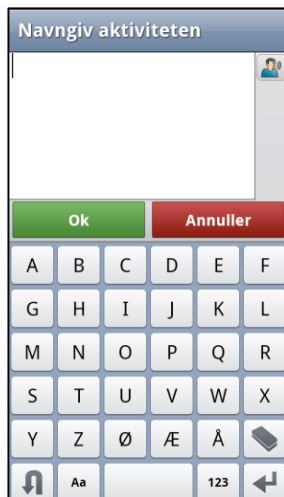 Navngiv aktiviteten
Ok Annuller
A B C D E F
G H I J K L
M N O P Q R
S T U V W X
Y Z Ø Æ Å
Aa 123